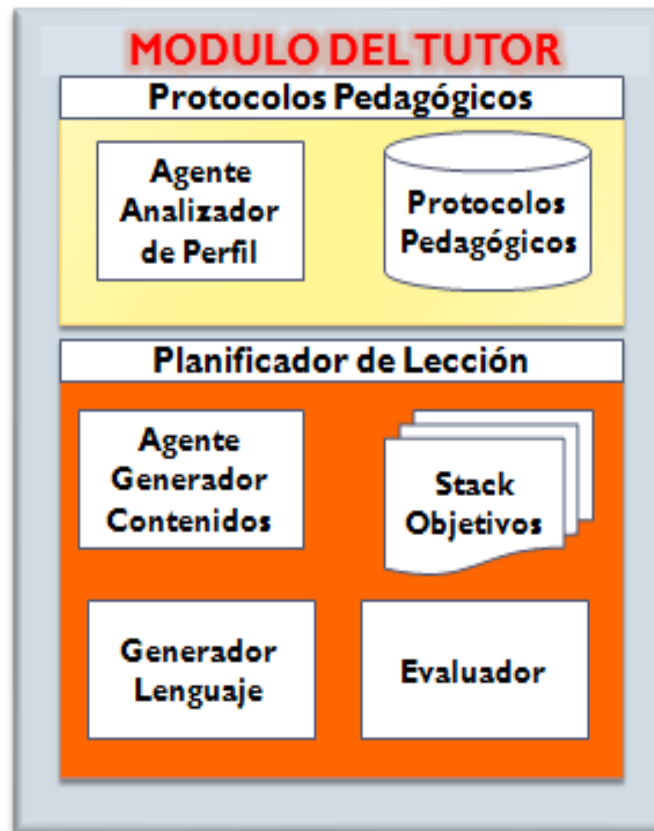 MODULO DEL TUTOR
Protocolos Pedagógicos
Agente
Analizador
de Perfil
Protocolos
Pedagógicos
Planificador de Lección
Agente
Generador
Contenidos
Stack
Objetivos
Generador
Lenguaje
Evaluador